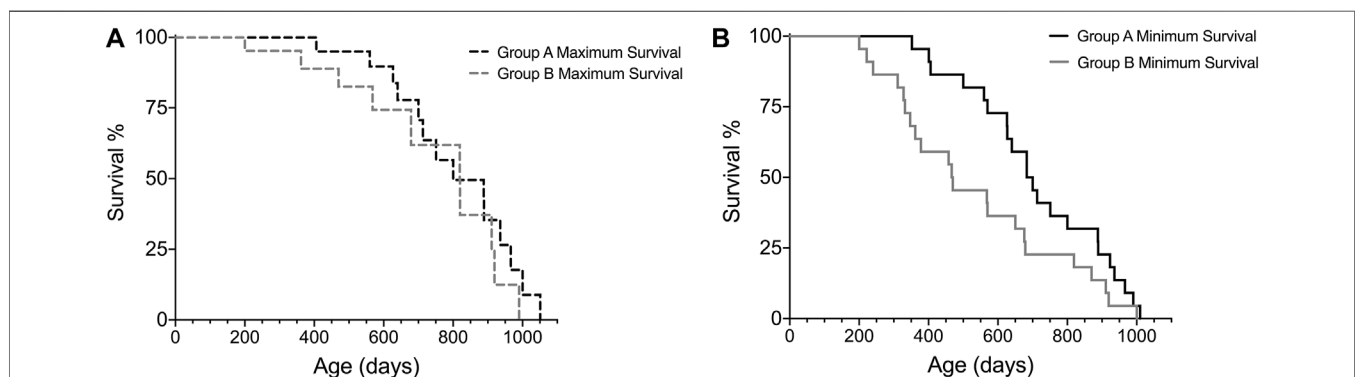 A
Survival %
100
75
50
25
0
0 200 400 600 800 1000
Age (days)
Group A Maximum Survival
Group B Maximum Survival
B
Survival %
100
75
50
25
0
0 200 400 600 800 1000
Age (days)
Group A Minimum Survival
Group B Minimum Survival